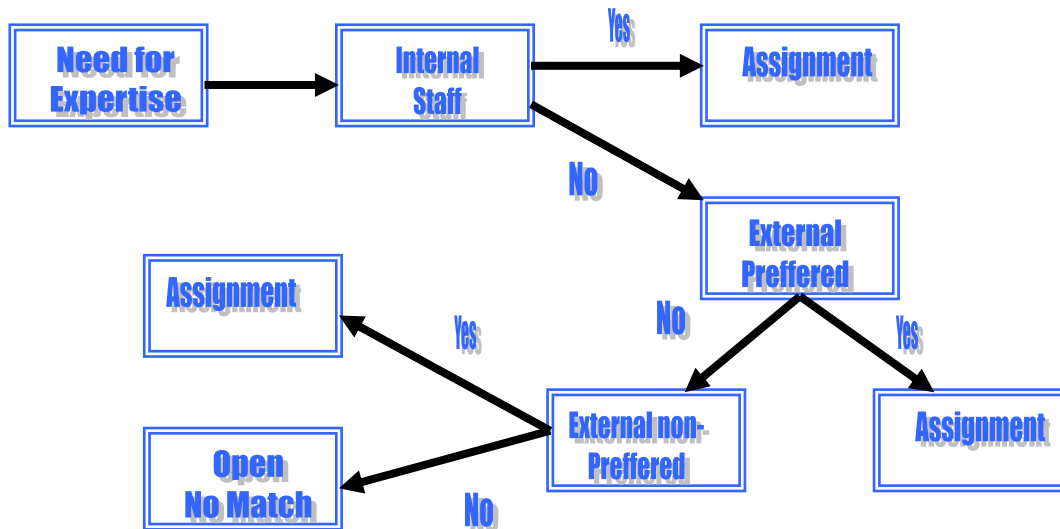 Need for
Expertise
Internal
Staff
Yes
Assignment
No
External
Preffered
Assignment
Yes
No
Yes
External non-
Preffered
Assignment
Open
No Match
No